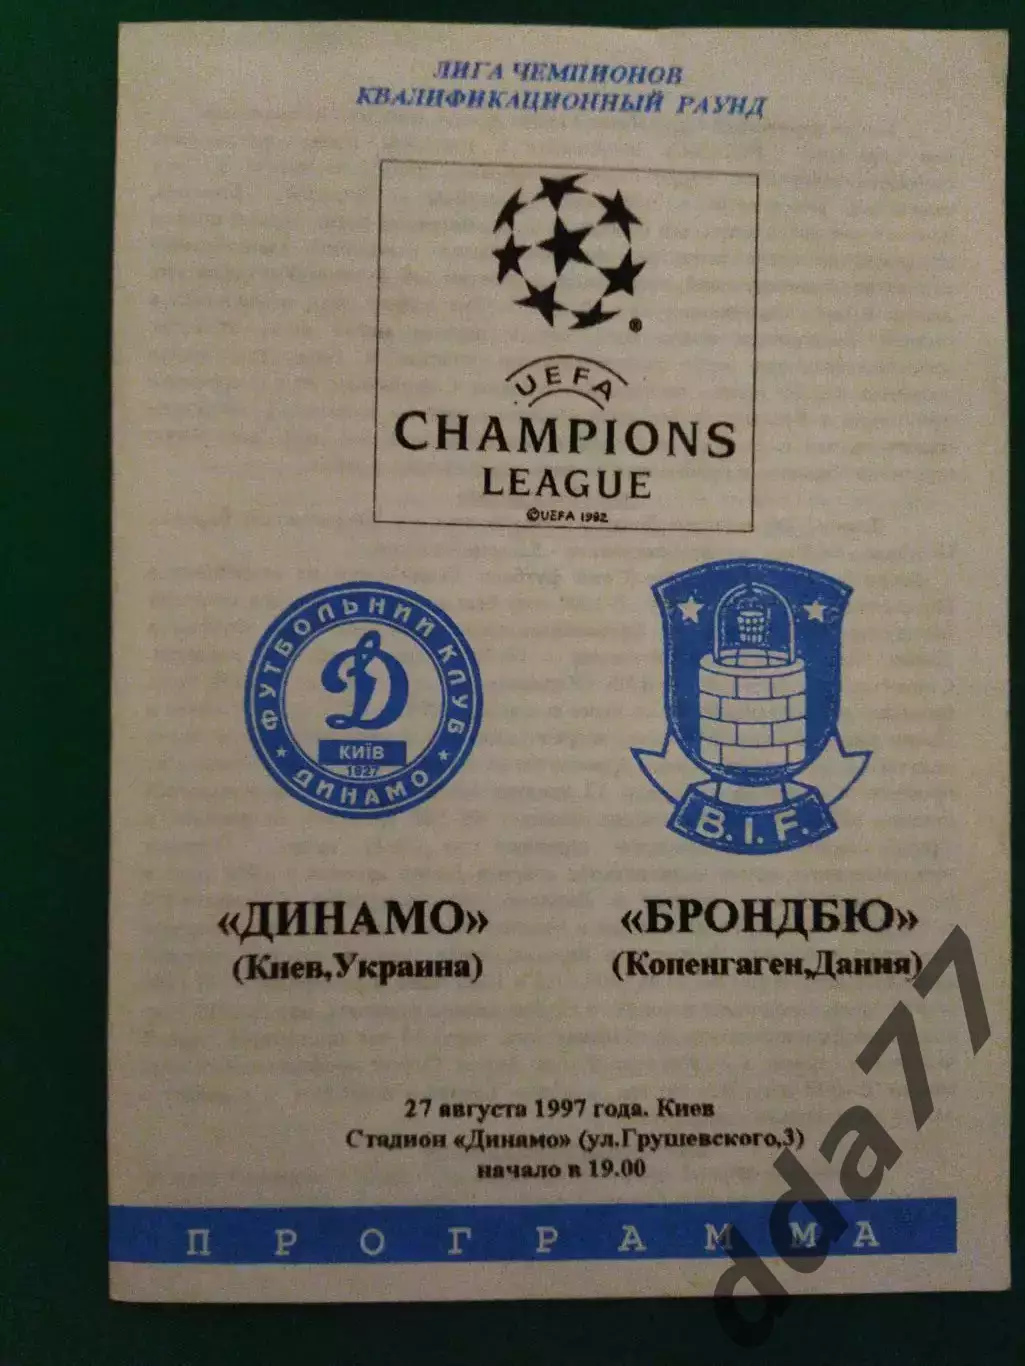 ЛИГА ЧЕМПИОНОВ
КВАЛИФИКАЦИОННЫЙ РАУНД
UEFA
CHAMPIONS
LEAGUE
©UEFA 1992
®
ФУТБОЛЬНИЙ КЛУБ
Д
КИЇВ
1927
ДИНАМО
B.I.F.
«ДИНАМО»
(Киев,Украина)
«БРОНДБЮ»
(Копенгаген,Дания)
27 августа 1997 года. Киев
Стадион «Динамо» (ул.Грушевского,3)
начало в 19.00
ПРОГРАММА
dda77